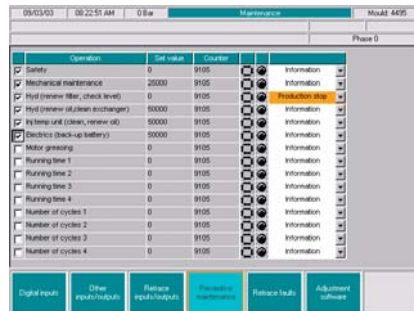 09/03/03 08:22:51 AM 0 Bar Maintenance Mould: 4495
Phase 0
Operation Set value Counter
Safety 0 9105 Information
Mechanical maintenance 25000 9105 Information
Hyd (renew filter, check level) 0 9105 Production stop
Hyd (renew oil,clean exchanger) 50000 9105 Information
Inj temp unit (clean, renew oil) 50000 9105 Information
Electrics (back-up battery) 50000 9105 Information
Motor greasing 0 9105 Information
Running time 1 0 9105 Information
Running time 2 0 9105 Information
Running time 3 0 9105 Information
Running time 4 0 9105 Information
Number of cycles 1 0 9105 Information
Number of cycles 2 0 9105 Information
Number of cycles 3 0 9105 Information
Number of cycles 4 0 9105 Information
Digital inputs Other Retrace Preventive Retrace faults Adjustment
inputs/outputs inputs/outputs maintenance software